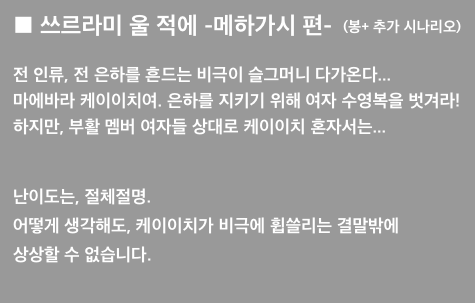 ■ 쓰르라미 울 적에 -메하가시 편- (봉+ 추가 시나리오)
전 인류, 전 은하를 흔드는 비극이 슬그머니 다가온다...
마에바라 케이이치여. 은하를 지키기 위해 여자 수영복을 벗겨라!
하지만, 부활 멤버 여자들 상대로 케이이치 혼자서는...
난이도는, 절체절명.
어떻게 생각해도, 케이이치가 비극에 휩쓸리는 결말밖에
상상할 수 없습니다.